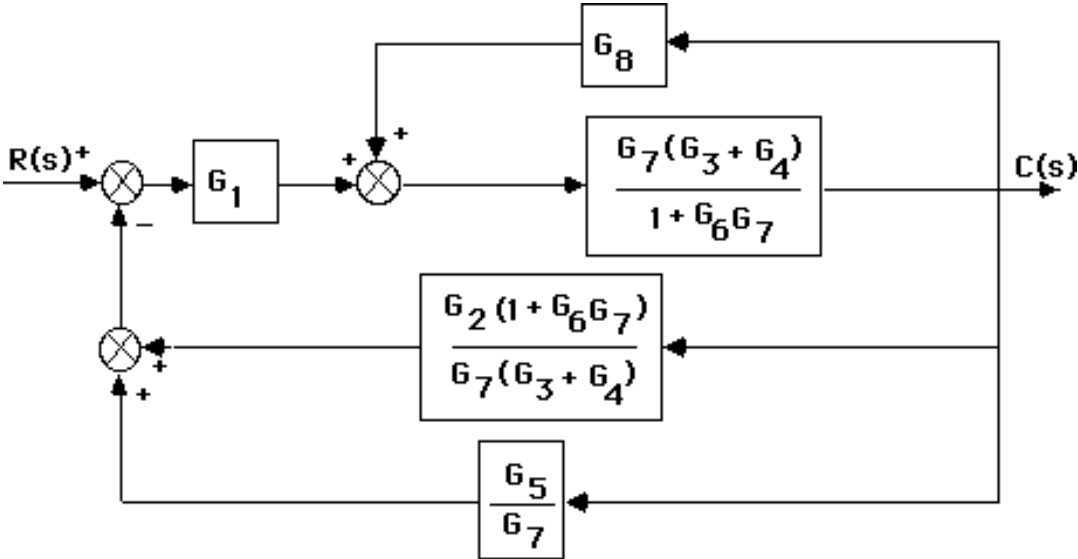 G8
+
R(s) +
G1
+
G7(G3 + G4)
1 + G6G7
C(s)
−
G2(1 + G6G7)
G7(G3 + G4)
+
+
G5
G7